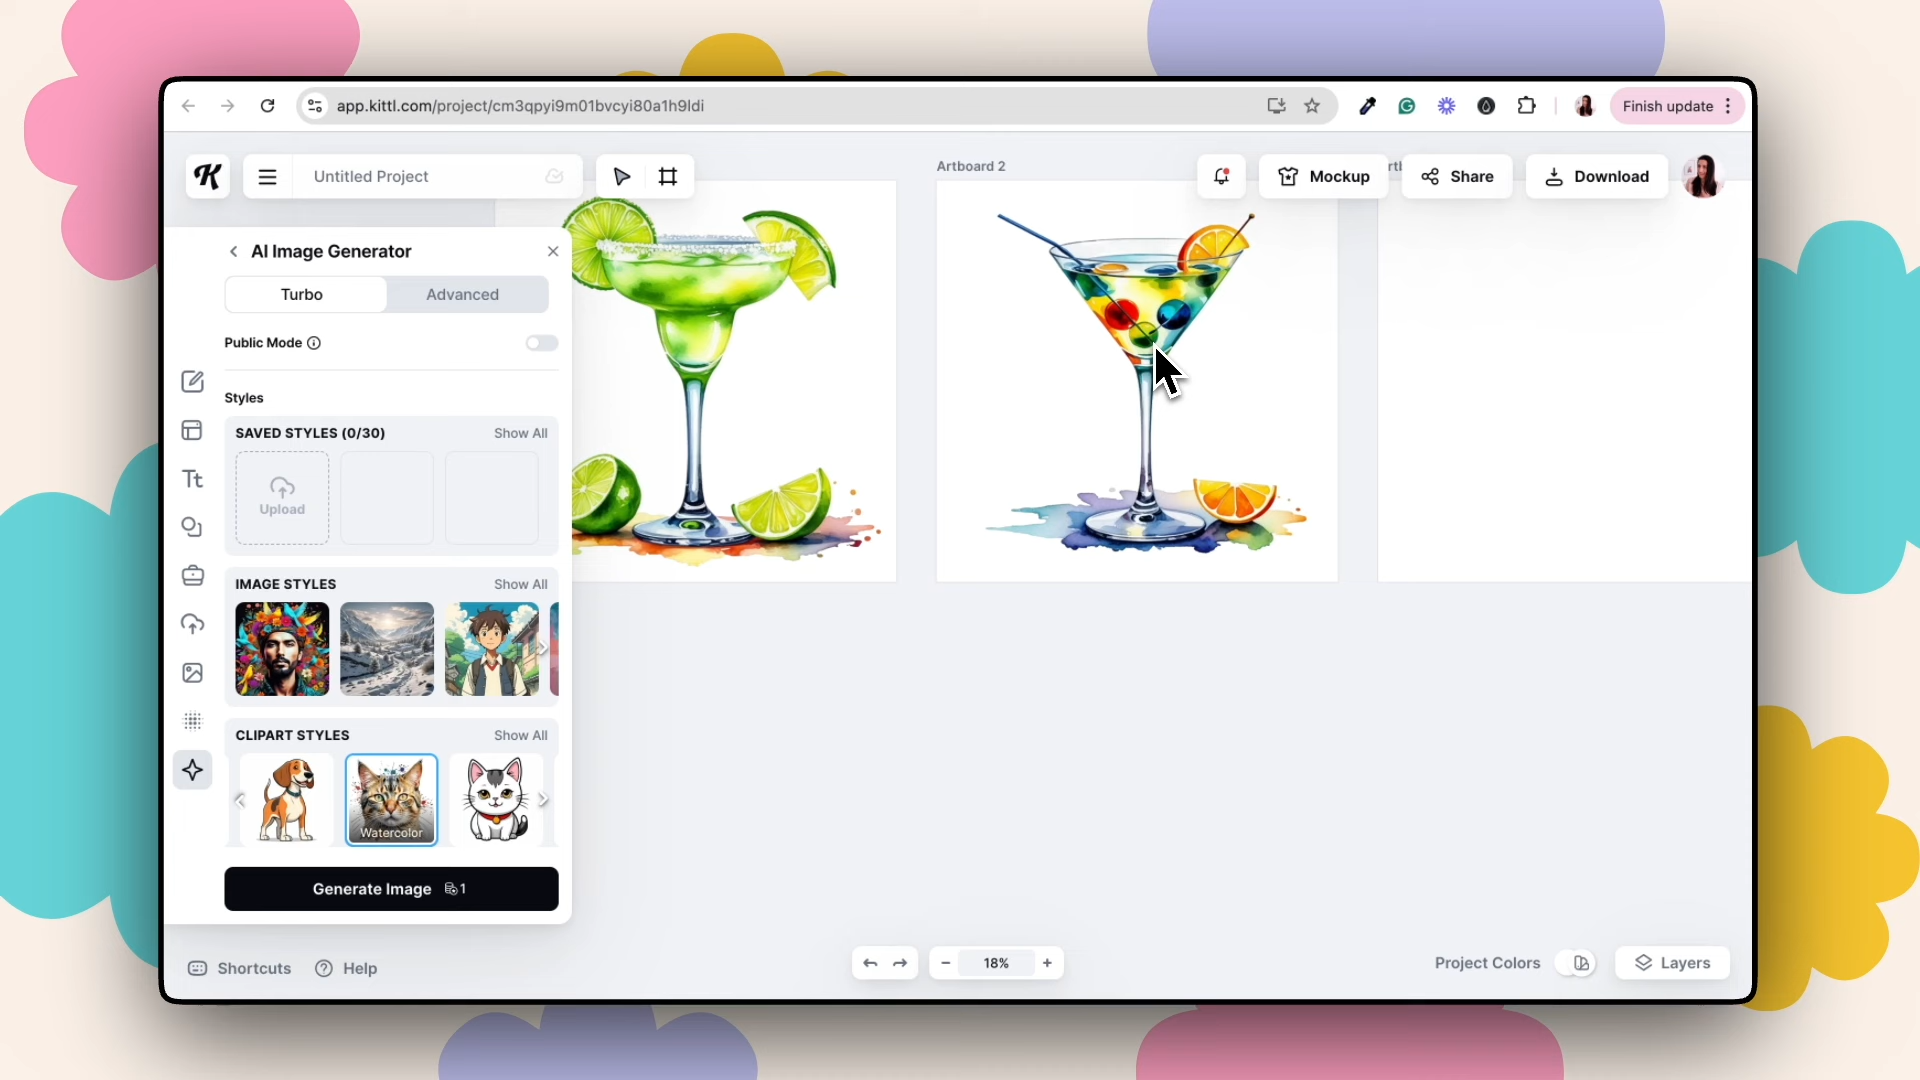 app.kittl.com/project/cm3qpyi9m01bvcyi80a1h9ldi
Finish update
K
Untitled Project
Artboard 2
Mockup
Share
Download
AI Image Generator
Turbo
Advanced
Public Mode
Styles
SAVED STYLES (0/30)
Show All
Upload
IMAGE STYLES
Show All
CLIPART STYLES
Show All
Watercolor
Generate Image 1
Tt
Shortcuts
Help
18%
Project Colors
Layers